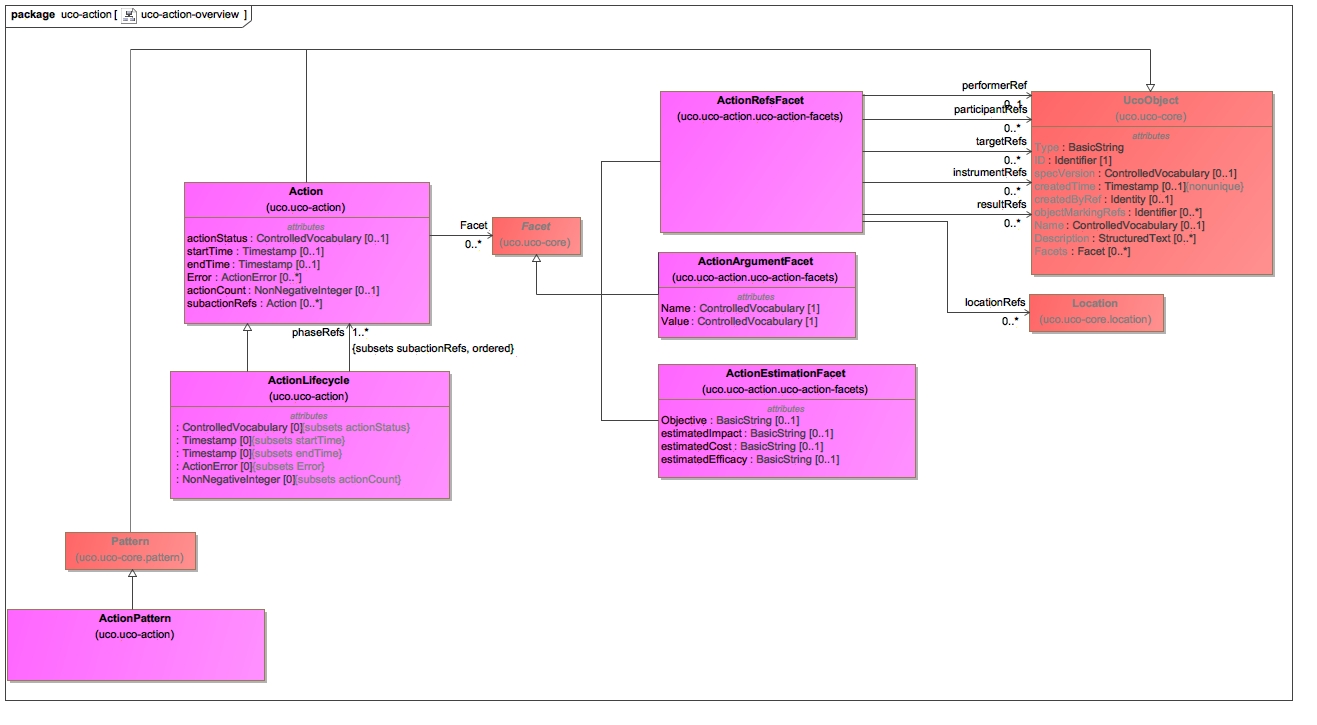 package uco-action [ uco-action-overview ]
Action
(uco.uco-action)
attributes
actionStatus : ControlledVocabulary [0..1]
startTime : Timestamp [0..1]
endTime : Timestamp [0..1]
Error : ActionError [0..*]
actionCount : NonNegativeInteger [0..1]
subactionRefs : Action [0..*]
Facet
0..*
Facet
(uco.uco-core)
phaseRefs
1..*
{subsets subactionRefs, ordered}
ActionLifecycle
(uco.uco-action)
attributes
: ControlledVocabulary [0]{subsets actionStatus}
: Timestamp [0]{subsets startTime}
: Timestamp [0]{subsets endTime}
: ActionError [0]{subsets Error}
: NonNegativeInteger [0]{subsets actionCount}
Pattern
(uco.uco-core.pattern)
ActionPattern
(uco.uco-action)
ActionRefsFacet
(uco.uco-action.uco-action-facets)
performerRef
0..1
participantRefs
0..*
targetRefs
0..*
instrumentRefs
0..*
resultRefs
0..*
locationRefs
0..*
UcoObject
(uco.uco-core)
attributes
Type : BasicString
ID : Identifier [1]
specVersion : ControlledVocabulary [0..1]
createdTime : Timestamp [0..1]{nonunique}
createdByRef : Identity [0..1]
objectMarkingRefs : Identifier [0..*]
Name : ControlledVocabulary [0..1]
Description : StructuredText [0..*]
Facets : Facet [0..*]
Location
(uco.uco-core.location)
ActionArgumentFacet
(uco.uco-action.uco-action-facets)
attributes
Name : ControlledVocabulary [1]
Value : ControlledVocabulary [1]
ActionEstimationFacet
(uco.uco-action.uco-action-facets)
attributes
Objective : BasicString [0..1]
estimatedImpact : BasicString [0..1]
estimatedCost : BasicString [0..1]
estimatedEfficacy : BasicString [0..1]